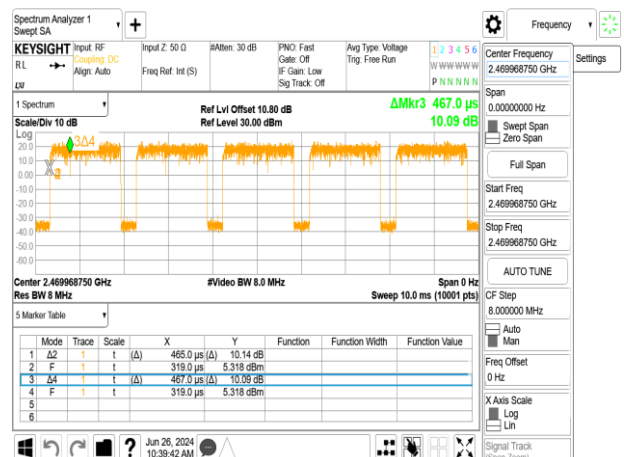 Spectrum Analyzer 1
Swept SA
Frequency
KEYSIGHT
Input: RF
Coupling: DC
Align: Auto
Input Z: 50 Ω
Freq Ref: Int (S)
#Atten: 30 dB
PNO: Fast
Gate: Off
IF Gain: Low
Sig Track: Off
Avg Type: Voltage
Trig: Free Run
1 2 3 4 5 6
W W W W W W
P N N N N N
RL
LXI
Center Frequency
2.469968750 GHz
Settings
Span
0.00000000 Hz
Swept Span
Zero Span
Full Span
Start Freq
2.469968750 GHz
Stop Freq
2.469968750 GHz
AUTO TUNE
CF Step
8.000000 MHz
Auto
Man
Freq Offset
0 Hz
X Axis Scale
Log
Lin
Signal Track
(Span Zoom)
1 Spectrum
Scale/Div 10 dB
Ref Lvl Offset 10.80 dB
Ref Level 30.00 dBm
ΔMkr3 467.0 µs
10.09 dB
Log
20.0
10.0
0.00
-10.0
-20.0
-30.0
-40.0
-50.0
-60.0
3Δ4
Center 2.469968750 GHz
Res BW 8 MHz
#Video BW 8.0 MHz
Span 0 Hz
Sweep 10.0 ms (10001 pts)
5 Marker Table
Mode Trace Scale X Y Function Function Width Function Value
1 Δ2 1 t (Δ) 465.0 µs (Δ) 10.14 dB
2 F 1 t 319.0 µs 5.318 dBm
3 Δ4 1 t (Δ) 467.0 µs (Δ) 10.09 dB
4 F 1 t 319.0 µs 5.318 dBm
5
6
?
Jun 26, 2024
10:39:42 AM